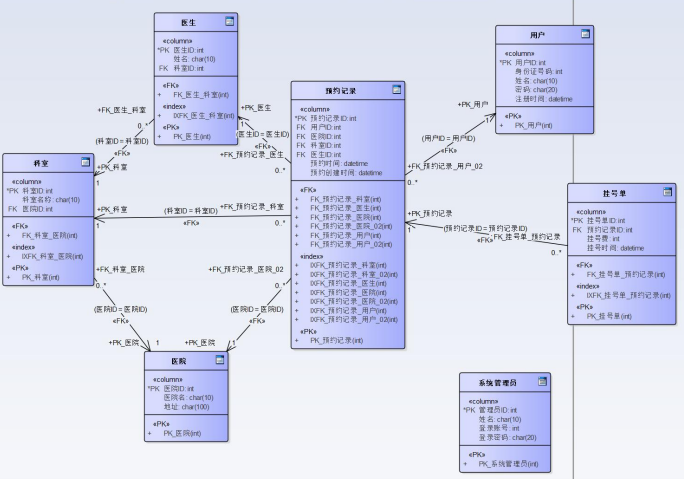 医生
«column»
*PK 医生ID: int
姓名: char(10)
FK 科室ID: int
«FK»
+ FK_医生_科室(int)
«index»
+ IXFK_医生_科室(int)
«PK»
+ PK_医生(int)
用户
«column»
*PK 用户ID: int
身份证号码: int
姓名: char(10)
密码: char(20)
注册时间: datetime
«PK»
+ PK_用户(int)
预约记录
«column»
*PK 预约记录ID: int
FK 用户ID: int
FK 医院ID: int
FK 科室ID: int
FK 医生ID: int
预约时间: datetime
预约创建时间: datetime
«FK»
+ FK_预约记录_科室(int)
+ FK_预约记录_医生(int)
+ FK_预约记录_医院(int)
+ FK_预约记录_医院_02(int)
+ FK_预约记录_用户(int)
+ FK_预约记录_用户_02(int)
«index»
+ IXFK_预约记录_科室(int)
+ IXFK_预约记录_科室_02(int)
+ IXFK_预约记录_医生(int)
+ IXFK_预约记录_医院(int)
+ IXFK_预约记录_医院_02(int)
+ IXFK_预约记录_用户(int)
+ IXFK_预约记录_用户_02(int)
«PK»
+ PK_预约记录(int)
+FK_医生_科室
0..*
(科室ID = 科室ID)
«FK»
+PK_科室
1
+PK_医生
1
(医生ID = 医生ID)
«FK»
+FK_预约记录_医生
0..*
+PK_用户
1
(用户ID = 用户ID)
«FK»
+FK_预约记录_用户_02
0..*
科室
«column»
*PK 科室ID: int
科室名称: char(10)
FK 医院ID: int
«FK»
+ FK_科室_医院(int)
«index»
+ IXFK_科室_医院(int)
«PK»
+ PK_科室(int)
+PK_科室
1
(科室ID = 科室ID)
«FK»
+FK_预约记录_科室
0..*
挂号单
«column»
*PK 挂号单ID: int
FK 预约记录ID: int
挂号费: int
挂号时间: datetime
«FK»
+ FK_挂号单_预约记录(int)
«index»
+ IXFK_挂号单_预约记录(int)
«PK»
+ PK_挂号单(int)
+PK_预约记录
1
(预约记录ID = 预约记录ID)
«FK»
+FK_挂号单_预约记录
0..*
+FK_科室_医院
0..*
(医院ID = 医院ID)
«FK»
+PK_医院
1
+FK_预约记录_医院_02
0..*
(医院ID = 医院ID)
«FK»
+PK_医院
1
医院
«column»
*PK 医院ID: int
医院名: char(10)
地址: char(100)
«PK»
+ PK_医院(int)
系统管理员
«column»
*PK 管理员ID: int
姓名: char(10)
登录账号: int
登录密码: char(20)
«PK»
+ PK_系统管理员(int)